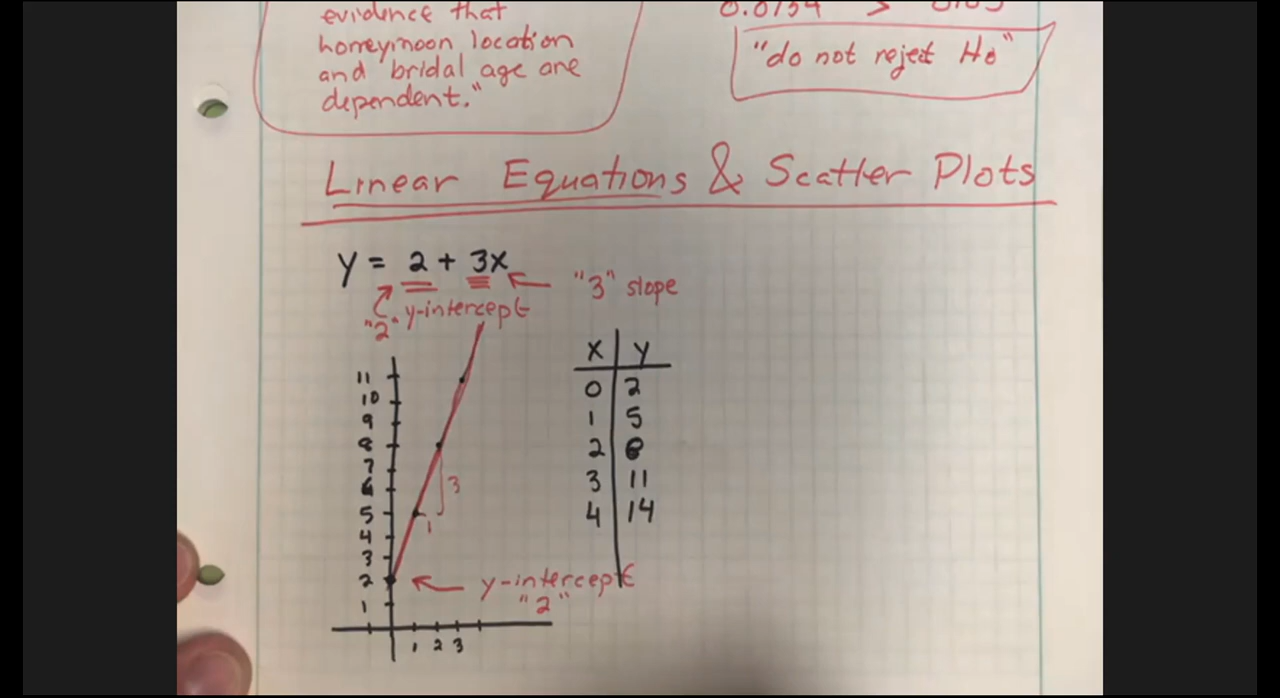 evidence that
honeymoon location
and bridal age are
dependent."
"do not reject Ho"
Linear Equations & Scatter Plots
y = 2 + 3x
"3" slope
"2" y-intercept
x y
0 2
1 5
2 8
3 11
4 14
11
10
9
8
7
6
5
4
3
2
1
3
1
y-intercept
"2"
1 2 3